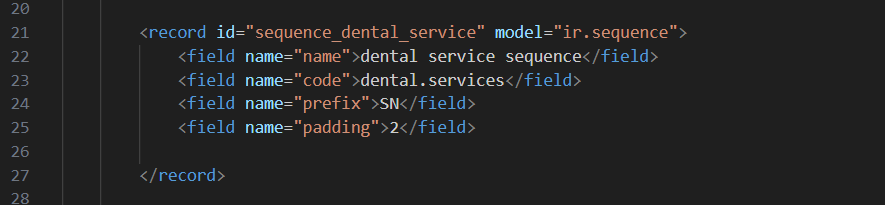 20
21 <record id="sequence_dental_service" model="ir.sequence">
22 <field name="name">dental service sequence</field>
23 <field name="code">dental.services</field>
24 <field name="prefix">SN</field>
25 <field name="padding">2</field>
26
27 </record>
28